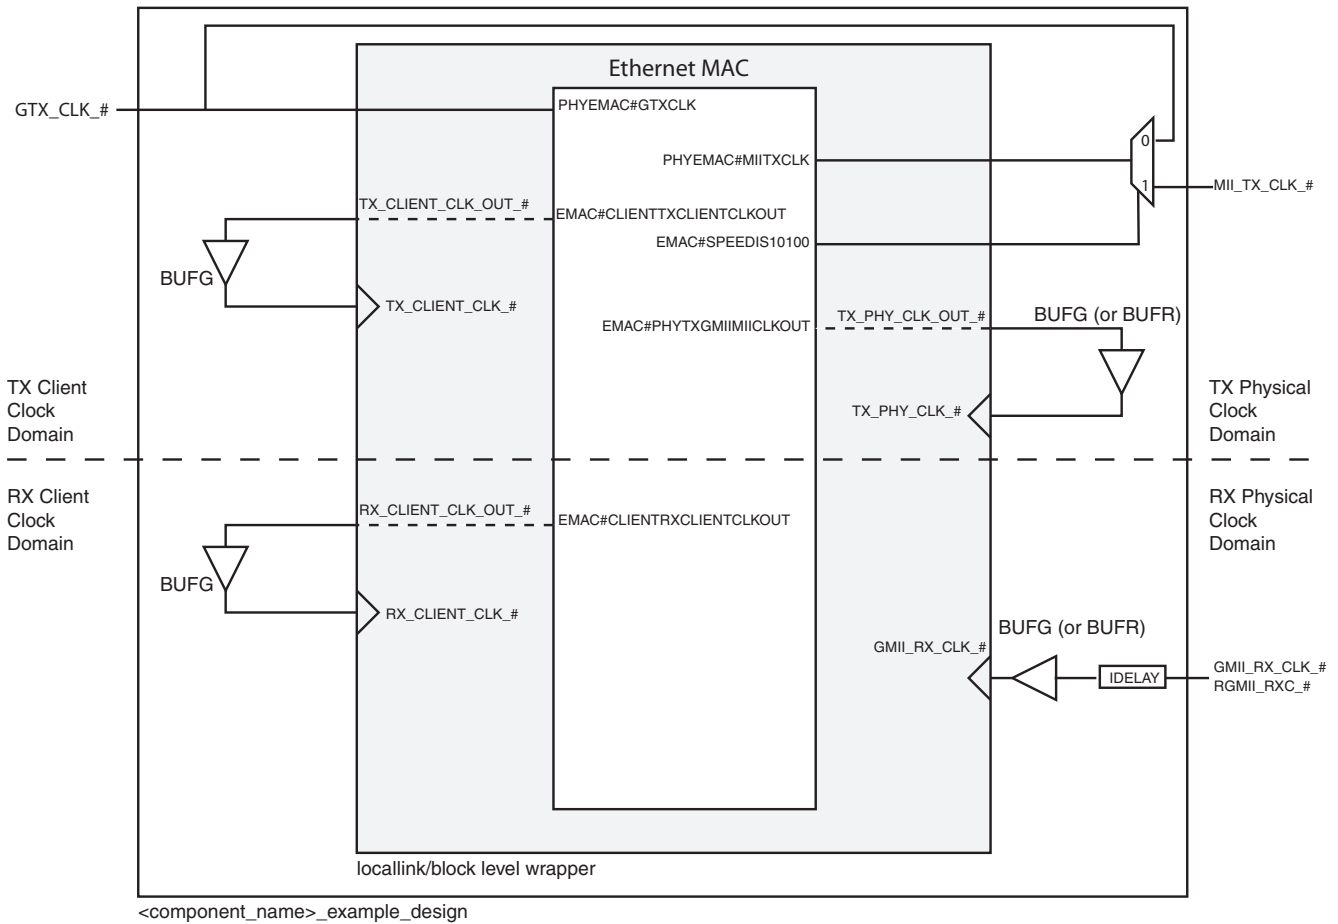 Ethernet MAC
GTX_CLK_#
PHYEMAC#GTXCLK
0
PHYEMAC#MIITXCLK
1
MII_TX_CLK_#
TX_CLIENT_CLK_OUT_#
EMAC#CLIENTTXCLIENTCLKOUT
EMAC#SPEEDIS10100
BUFG
TX_CLIENT_CLK_#
EMAC#PHYTXGMIIMIICLKOUT
TX_PHY_CLK_OUT_#
BUFG (or BUFR)
TX_PHY_CLK_#
TX Client
Clock
Domain
TX Physical
Clock
Domain
RX Client
Clock
Domain
RX Physical
Clock
Domain
RX_CLIENT_CLK_OUT_#
EMAC#CLIENTRXCLIENTCLKOUT
BUFG
RX_CLIENT_CLK_#
BUFG (or BUFR)
GMII_RX_CLK_#
IDELAY
GMII_RX_CLK_#
RGMII_RXC_#
locallink/block level wrapper
<component_name>_example_design